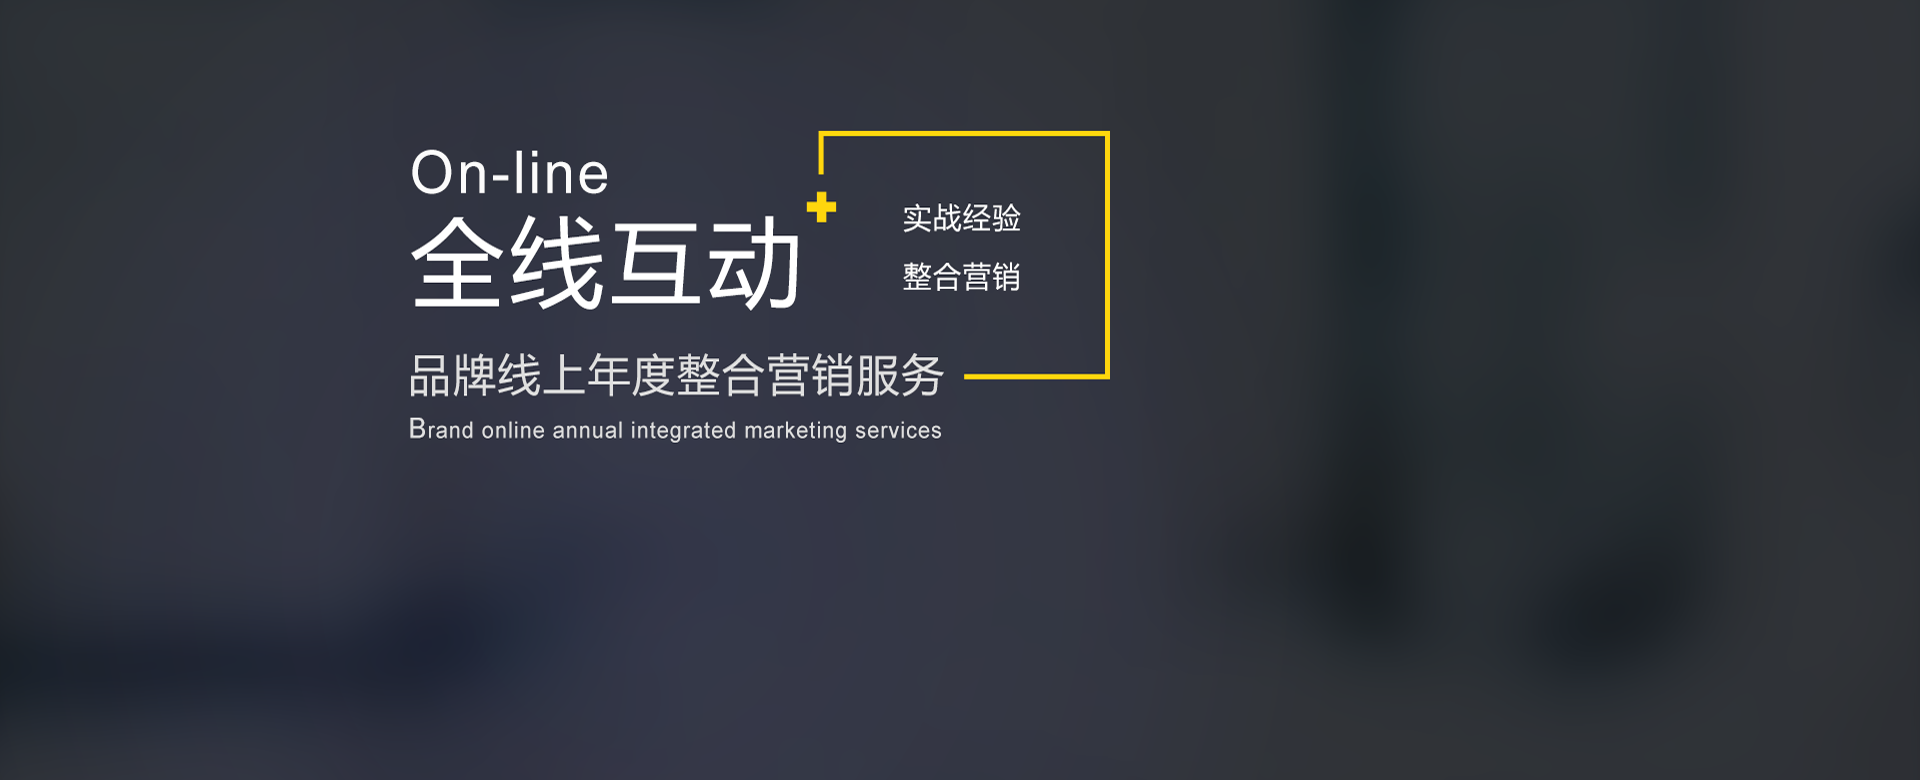 On-line
全线互动
实战经验
整合营销
品牌线上年度整合营销服务
Brand online annual integrated marketing services